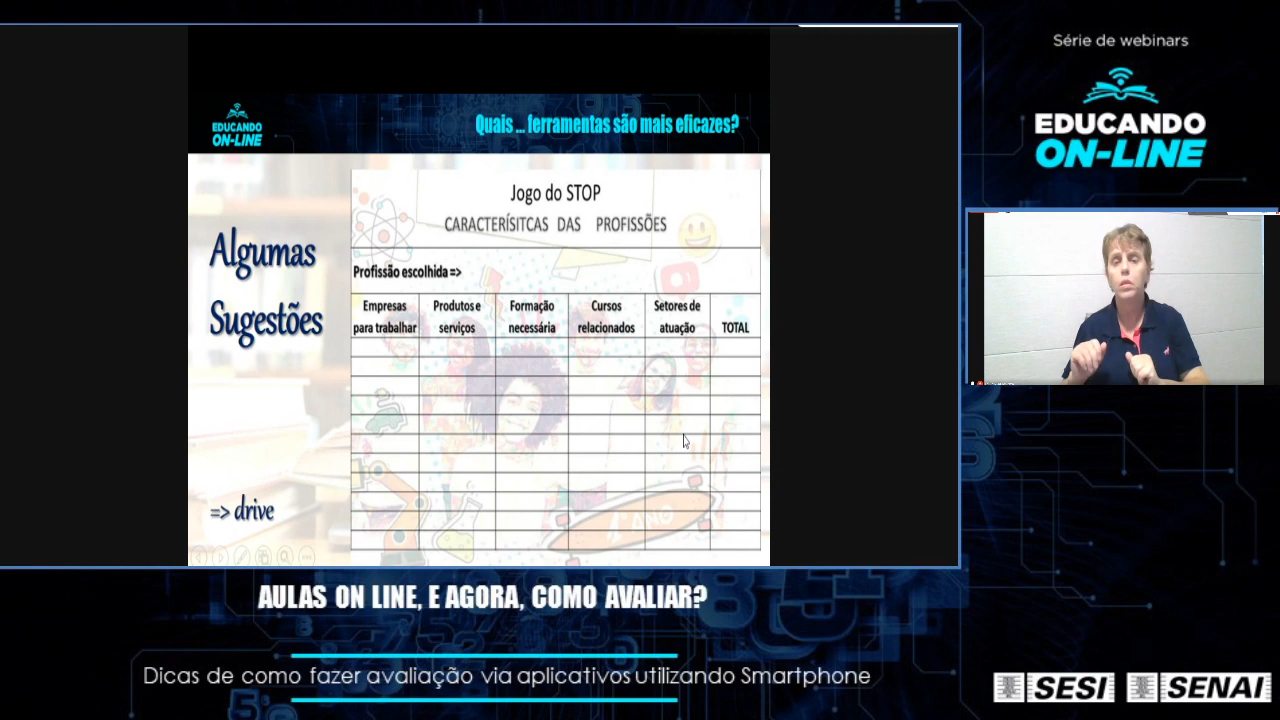 Série de webinars
EDUCANDO
ON-LINE
EDUCANDO
ON-LINE
Quais ... ferramentas são mais eficazes?
Algumas
Sugestões
=> drive
Jogo do STOP
CARACTERÍSITCAS DAS PROFISSÕES
Profissão escolhida =>
Empresas para trabalhar
Produtos e serviços
Formação necessária
Cursos relacionados
Setores de atuação
TOTAL
1º ANO
AULAS ON LINE, E AGORA, COMO AVALIAR?
Dicas de como fazer avaliação via aplicativos utilizando Smartphone
SESI
SENAI